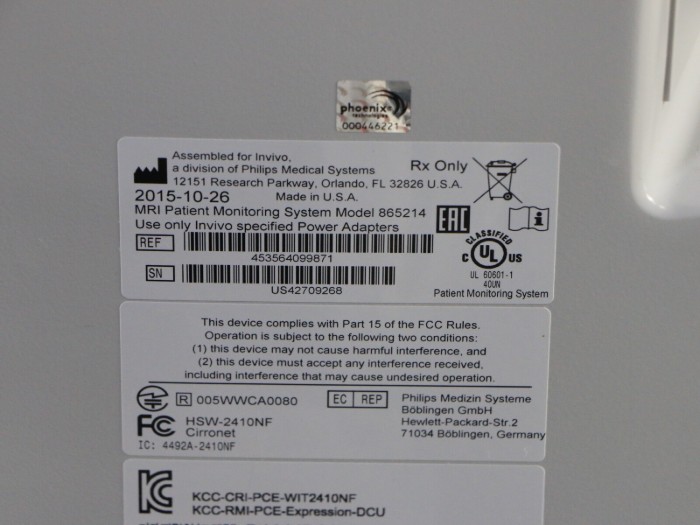 phoenix
technologies
000446221
Assembled for Invivo,
a division of Philips Medical Systems
12151 Research Parkway, Orlando, FL 32826 U.S.A.
Rx Only
2015-10-26 Made in U.S.A.
MRI Patient Monitoring System Model 865214
Use only Invivo specified Power Adapters
EAC
i
REF
453564099871
SN
US42709268
CLASSIFIED
C UL US
UL 60601-1
40UN
Patient Monitoring System
This device complies with Part 15 of the FCC Rules.
Operation is subject to the following two conditions:
(1) this device may not cause harmful interference, and
(2) this device must accept any interference received,
including interference that may cause undesired operation.
R 005WWCA0080
FC HSW-2410NF
Cirronet
IC: 4492A-2410NF
EC REP
Philips Medizin Systeme
Böblingen GmbH
Hewlett-Packard-Str.2
71034 Böblingen, Germany
KCC-CRI-PCE-WIT2410NF
KCC-RMI-PCE-Expression-DCU